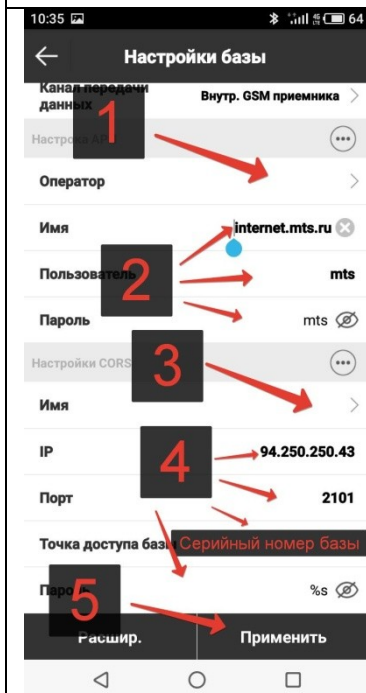 10:35 64
Настройки базы
Канал передачи данных Внутр. GSM приемника
1
Настрока
Оператор
Имя internet.mts.ru
Пользователь mts
2
Пароль mts
Настройки CORS
3
Имя
IP 94.250.250.43
4
Порт 2101
Точка доступа базы Серийный номер базы
Пароль %s
5
Расшир. Применить